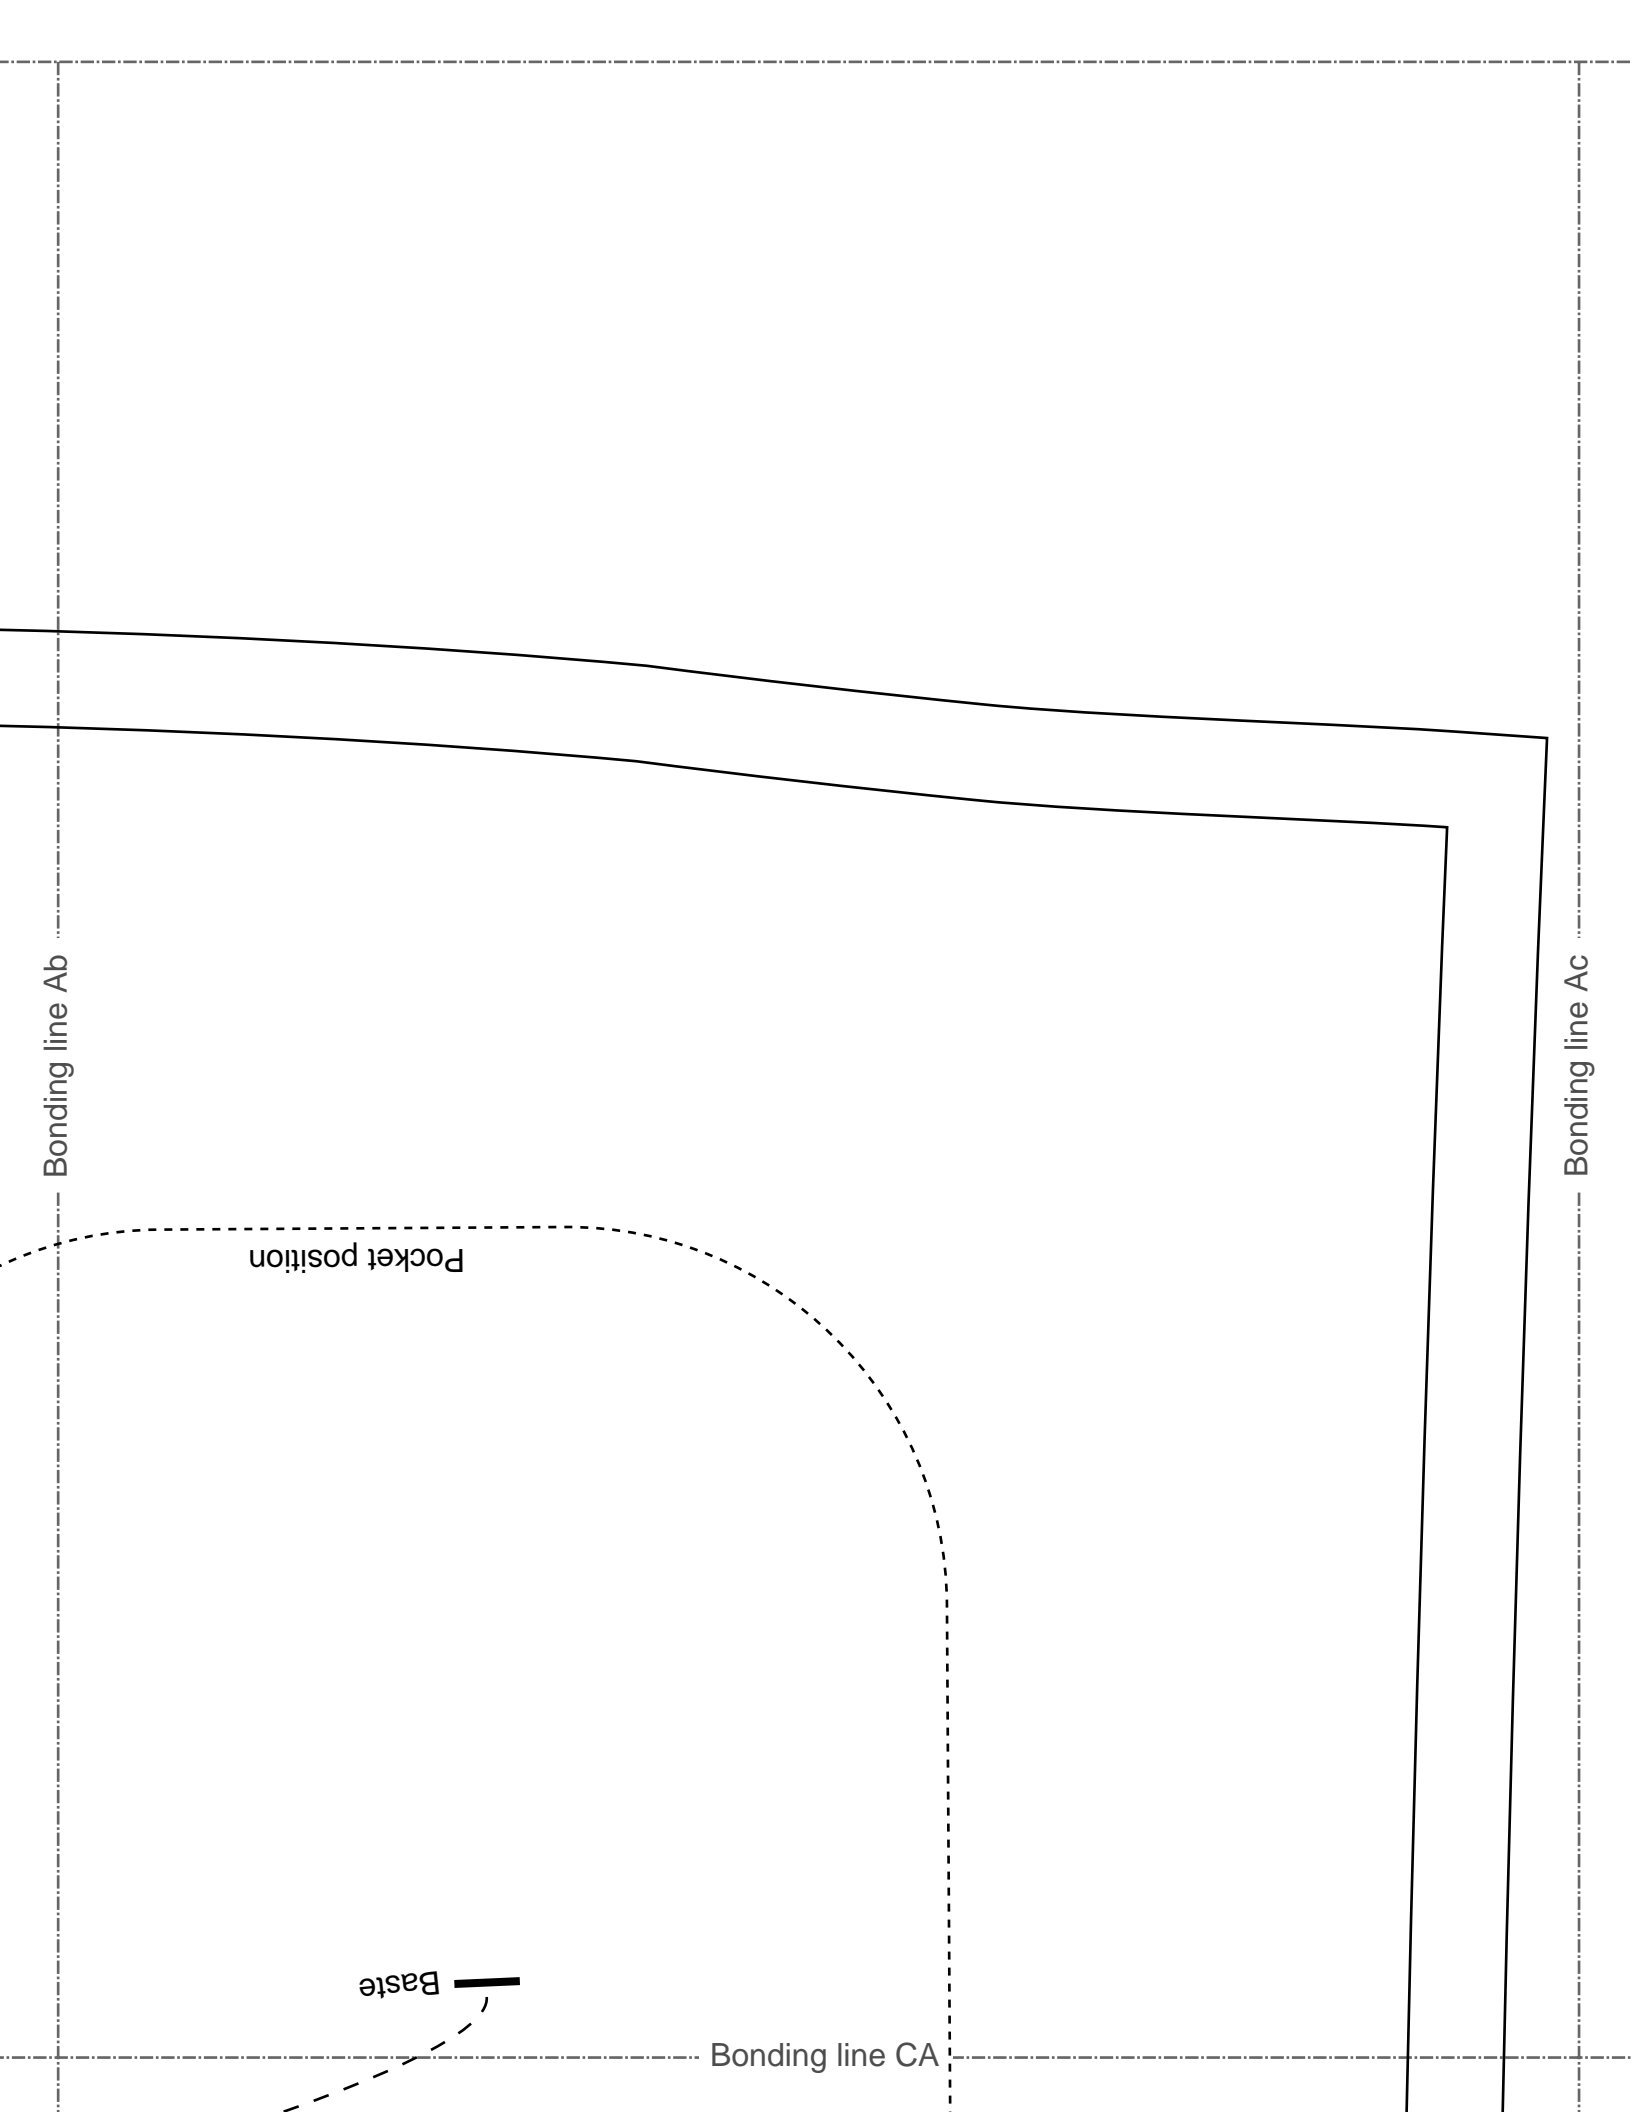 Bonding line Ab
Bonding line Ac
Pocket position
Baste
Bonding line CA